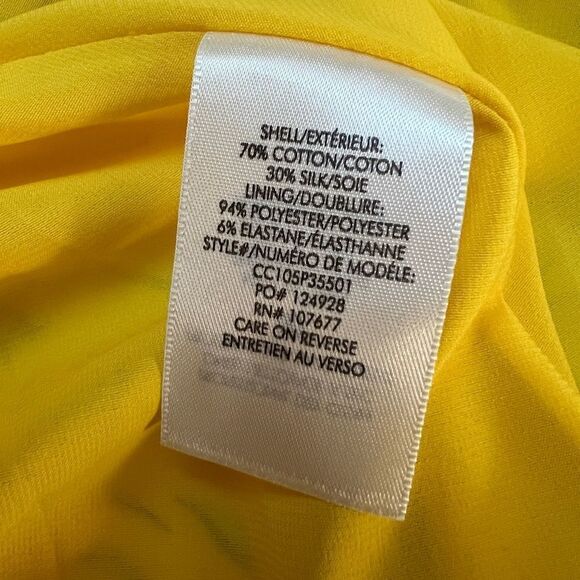 SHELL/EXTÉRIEUR:
70% COTTON/COTON
30% SILK/SOIE
LINING/DOUBLURE:
94% POLYESTER/POLYESTER
6% ELASTANE/ÉLASTHANNE
STYLE#/NUMÉRO DE MODÈLE:
CC105P35501
PO# 124928
RN# 107677
CARE ON REVERSE
ENTRETIEN AU VERSO